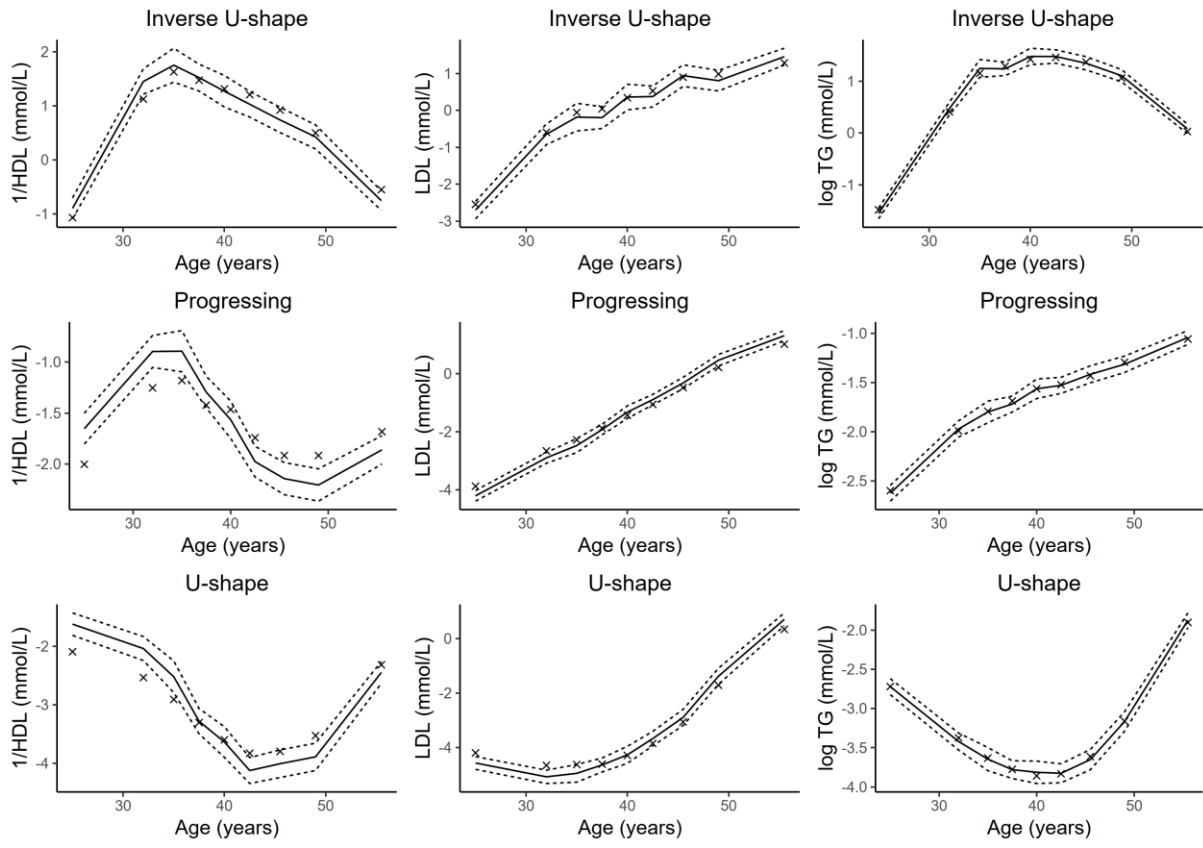 Inverse U-shape
1/HDL (mmol/L)
2
1
0
-1
30
40
50
Age (years)
Inverse U-shape
LDL (mmol/L)
1
0
-1
-2
-3
30
40
50
Age (years)
Inverse U-shape
log TG (mmol/L)
1
0
-1
30
40
50
Age (years)
Progressing
1/HDL (mmol/L)
-1.0
-1.5
-2.0
30
40
50
Age (years)
Progressing
LDL (mmol/L)
0
-2
-4
30
40
50
Age (years)
Progressing
log TG (mmol/L)
-1.0
-1.5
-2.0
-2.5
30
40
50
Age (years)
U-shape
1/HDL (mmol/L)
-2
-3
-4
30
40
50
Age (years)
U-shape
LDL (mmol/L)
0
-2
-4
30
40
50
Age (years)
U-shape
log TG (mmol/L)
-2.0
-2.5
-3.0
-3.5
-4.0
30
40
50
Age (years)